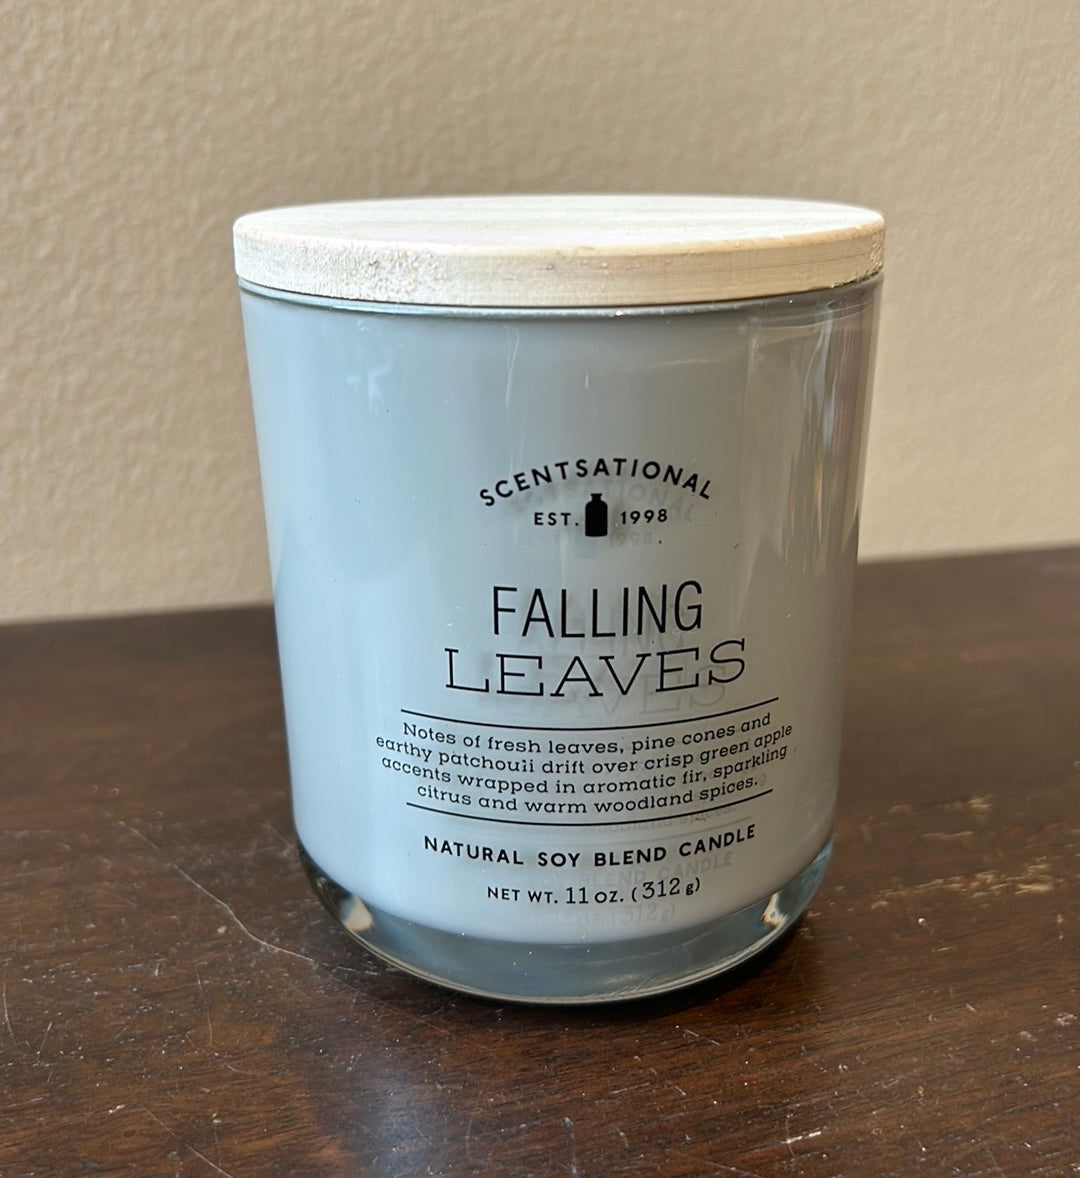 SCENTSATIONAL
EST. 1998
FALLING
LEAVES
Notes of fresh leaves, pine cones and
earthy patchouli drift over crisp green apple
accents wrapped in aromatic fir, sparkling
citrus and warm woodland spices.
NATURAL SOY BLEND CANDLE
NET WT. 11 oz. (312 g)